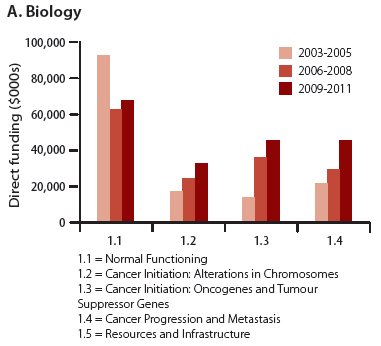 A. Biology
Direct funding ($000s)
100,000
80,000
60,000
40,000
20,000
0
2003-2005
2006-2008
2009-2011
1.1
1.2
1.3
1.4
1.1 = Normal Functioning
1.2 = Cancer Initiation: Alterations in Chromosomes
1.3 = Cancer Initiation: Oncogenes and Tumour
Suppressor Genes
1.4 = Cancer Progression and Metastasis
1.5 = Resources and Infrastructure